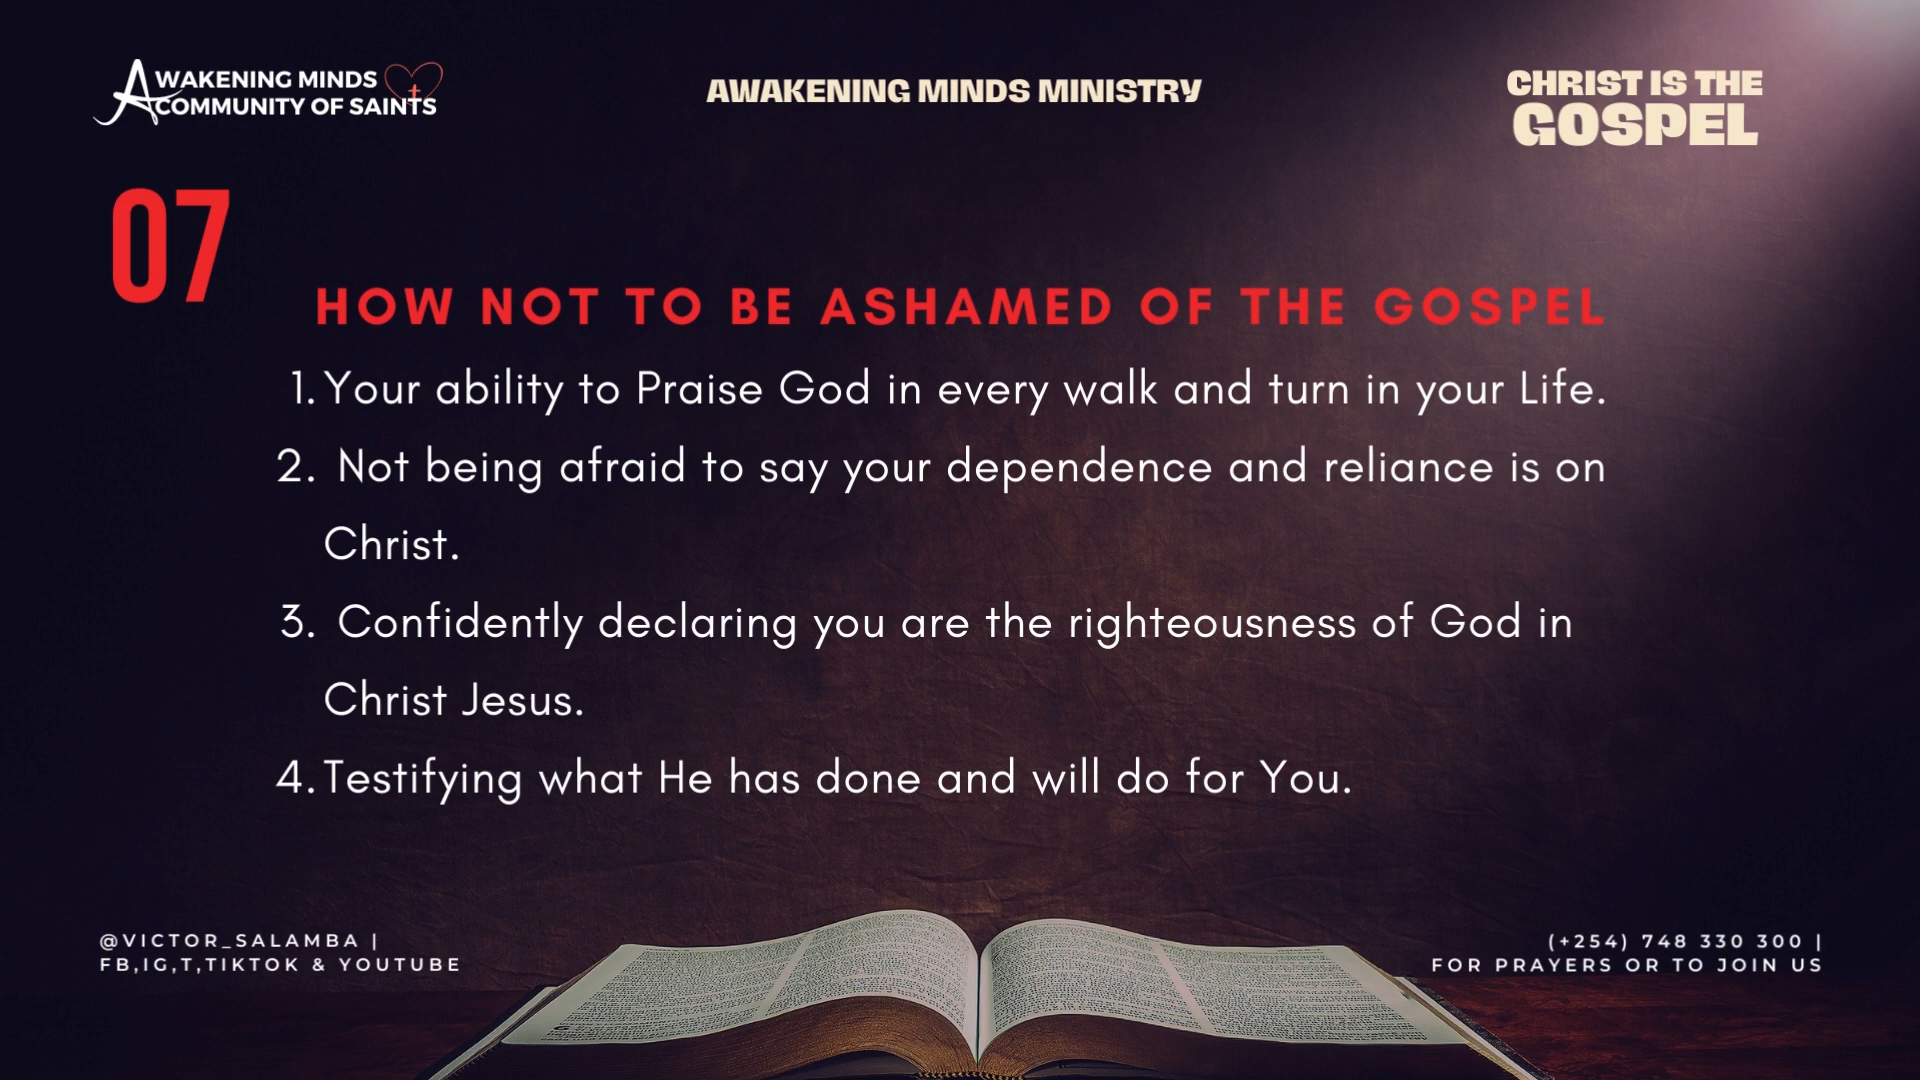 AWAKENING MINDS
COMMUNITY OF SAINTS
AWAKENING MINDS MINISTRY
CHRIST IS THE
GOSPEL
07
HOW NOT TO BE ASHAMED OF THE GOSPEL
1. Your ability to Praise God in every walk and turn in your Life.
2. Not being afraid to say your dependence and reliance is on
Christ.
3. Confidently declaring you are the righteousness of God in
Christ Jesus.
4. Testifying what He has done and will do for You.
@VICTOR_SALAMBA |
FB,IG,T,TIKTOK & YOUTUBE
(+254) 748 330 300 |
FOR PRAYERS OR TO JOIN US